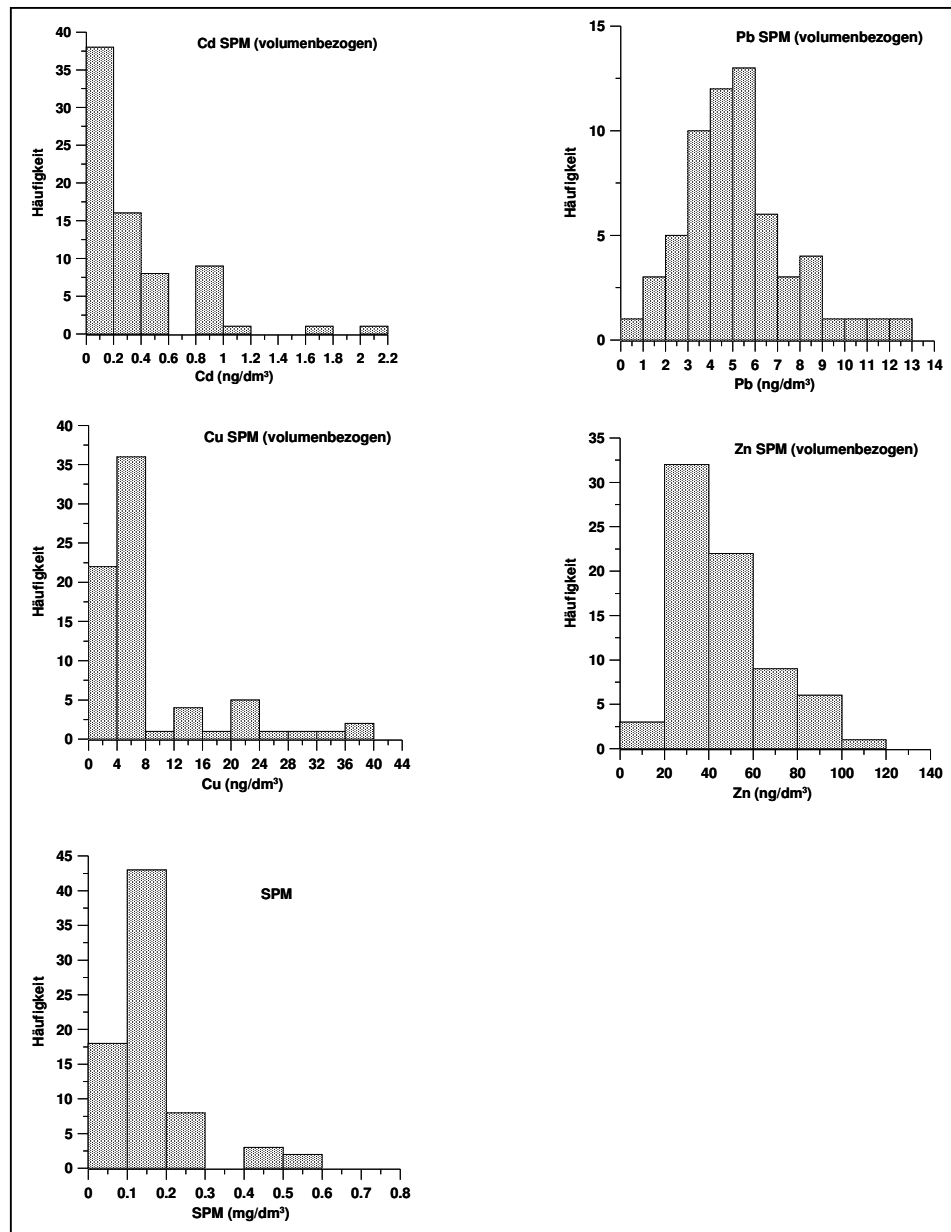 Cd SPM (volumenbezogen)
Häufigkeit
40
35
30
25
20
15
10
5
0
0 0.2 0.4 0.6 0.8 1 1.2 1.4 1.6 1.8 2 2.2
Cd (ng/dm³)
Pb SPM (volumenbezogen)
Häufigkeit
15
10
5
0
0 1 2 3 4 5 6 7 8 9 10 11 12 13 14
Pb (ng/dm³)
Cu SPM (volumenbezogen)
Häufigkeit
40
35
30
25
20
15
10
5
0
0 4 8 12 16 20 24 28 32 36 40 44
Cu (ng/dm³)
Zn SPM (volumenbezogen)
Häufigkeit
35
30
25
20
15
10
5
0
0 20 40 60 80 100 120 140
Zn (ng/dm³)
SPM
Häufigkeit
45
40
35
30
25
20
15
10
5
0
0 0.1 0.2 0.3 0.4 0.5 0.6 0.7 0.8
SPM (mg/dm³)